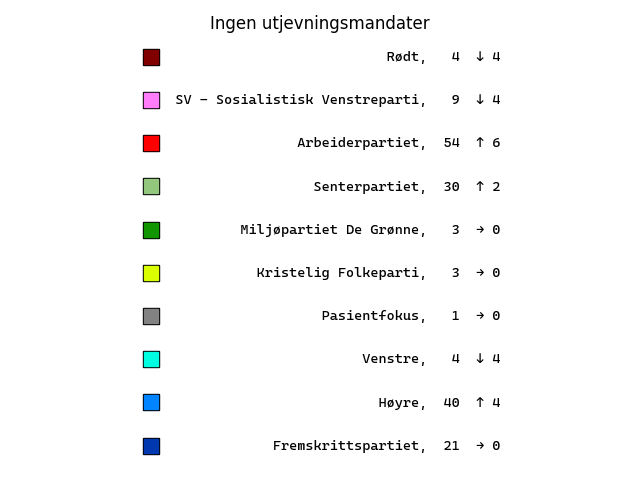 Ingen utjevningsmandater
Rødt, 4 ↓ 4
SV – Sosialistisk Venstreparti, 9 ↓ 4
Arbeiderpartiet, 54 ↑ 6
Senterpartiet, 30 ↑ 2
Miljøpartiet De Grønne, 3 → 0
Kristelig Folkeparti, 3 → 0
Pasientfokus, 1 → 0
Venstre, 4 ↓ 4
Høyre, 40 ↑ 4
Fremskrittspartiet, 21 → 0